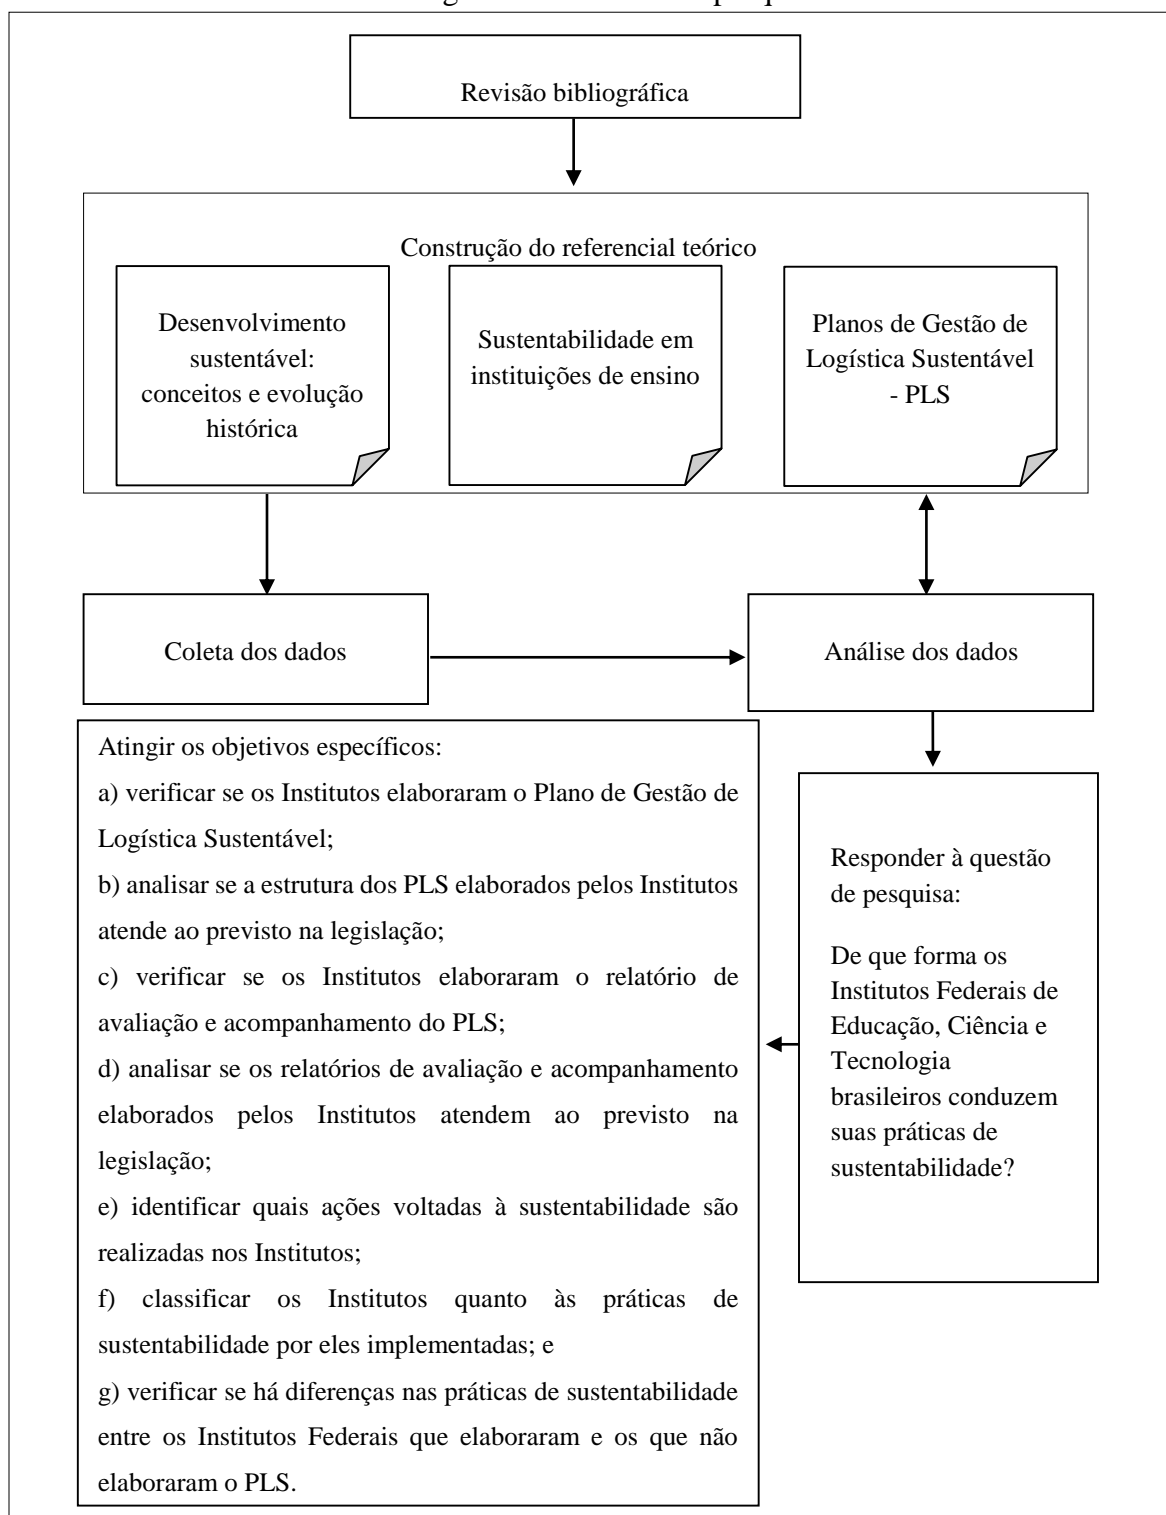 Revisão bibliográfica
Construção do referencial teórico
Desenvolvimento
sustentável:
conceitos e evolução
histórica
Sustentabilidade em
instituições de ensino
Planos de Gestão de
Logística Sustentável
- PLS
Coleta dos dados
Análise dos dados
Atingir os objetivos específicos:
a) verificar se os Institutos elaboraram o Plano de Gestão de
Logística Sustentável;
b) analisar se a estrutura dos PLS elaborados pelos Institutos
atende ao previsto na legislação;
c) verificar se os Institutos elaboraram o relatório de
avaliação e acompanhamento do PLS;
d) analisar se os relatórios de avaliação e acompanhamento
elaborados pelos Institutos atendem ao previsto na
legislação;
e) identificar quais ações voltadas à sustentabilidade são
realizadas nos Institutos;
f) classificar os Institutos quanto às práticas de
sustentabilidade por eles implementadas; e
g) verificar se há diferenças nas práticas de sustentabilidade
entre os Institutos Federais que elaboraram e os que não
elaboraram o PLS.
Responder à questão
de pesquisa:
De que forma os
Institutos Federais de
Educação, Ciência e
Tecnologia
brasileiros conduzem
suas práticas de
sustentabilidade?